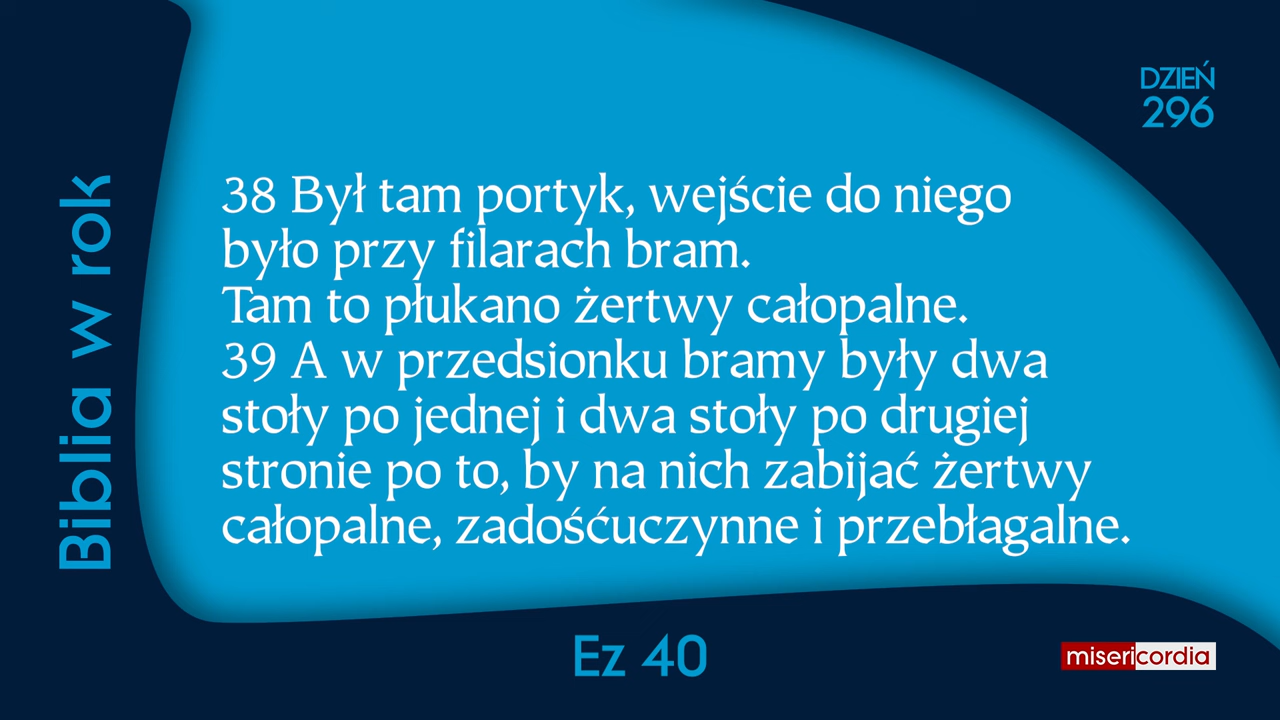 DZIEŃ
296
Biblia w rok
38 Był tam portyk, wejście do niego
było przy filarach bram.
Tam to płukano żertwy całopalne.
39 A w przedsionku bramy były dwa
stoły po jednej i dwa stoły po drugiej
stronie po to, by na nich zabijać żertwy
całopalne, zadośćuczynne i przebłagalne.
Ez 40
misericordia